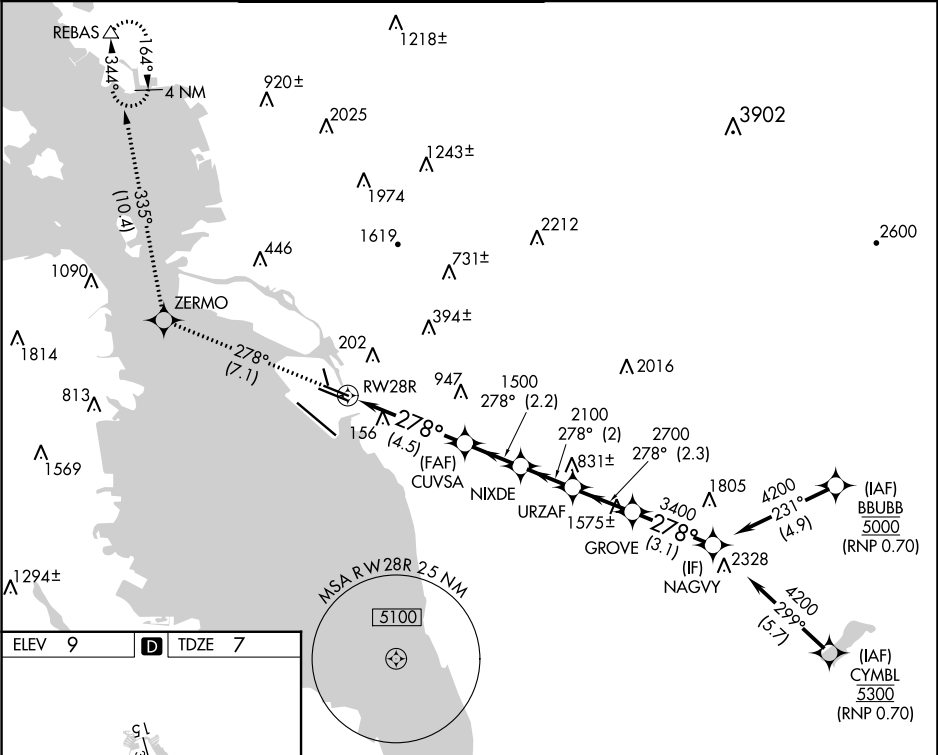 REBAS
344°
164°
4 NM
1218±
920±
2025
3902
1243±
1974
335°
(10.4)
1619
2212
2600
446
731±
1090
ZERMO
394±
1814
278°
(7.1)
202
RW28R
2016
947
1500
278° (2.2)
813
156
278°
(4.5)
2100
278° (2)
2700
278° (2.3)
1569
(FAF)
CUVSA
831±
NIXDE
URZAF
1575±
GROVE
3400
278°
(3.1)
1805
4200
231°
(4.9)
(IAF)
BBUBB
5000
(RNP 0.70)
(IF)
NAGVY
2328
1294±
MSA RW28R 25 NM
5100
4200
299°
(5.7)
(IAF)
CYMBL
5300
(RNP 0.70)
ELEV 9
D
TDZE 7
15